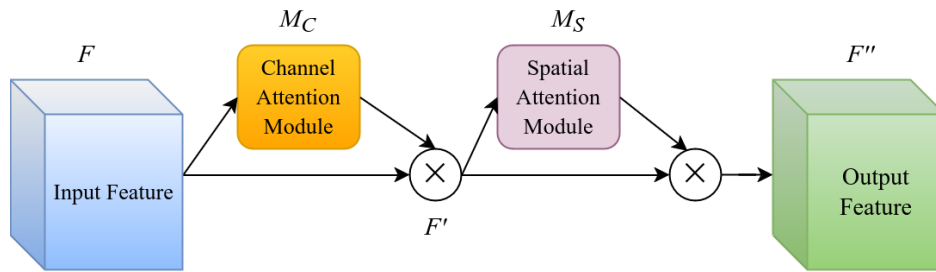 F
M_C
M_S
F''
Channel
Attention
Module
Spatial
Attention
Module
Input Feature
×
×
Output
Feature
F'